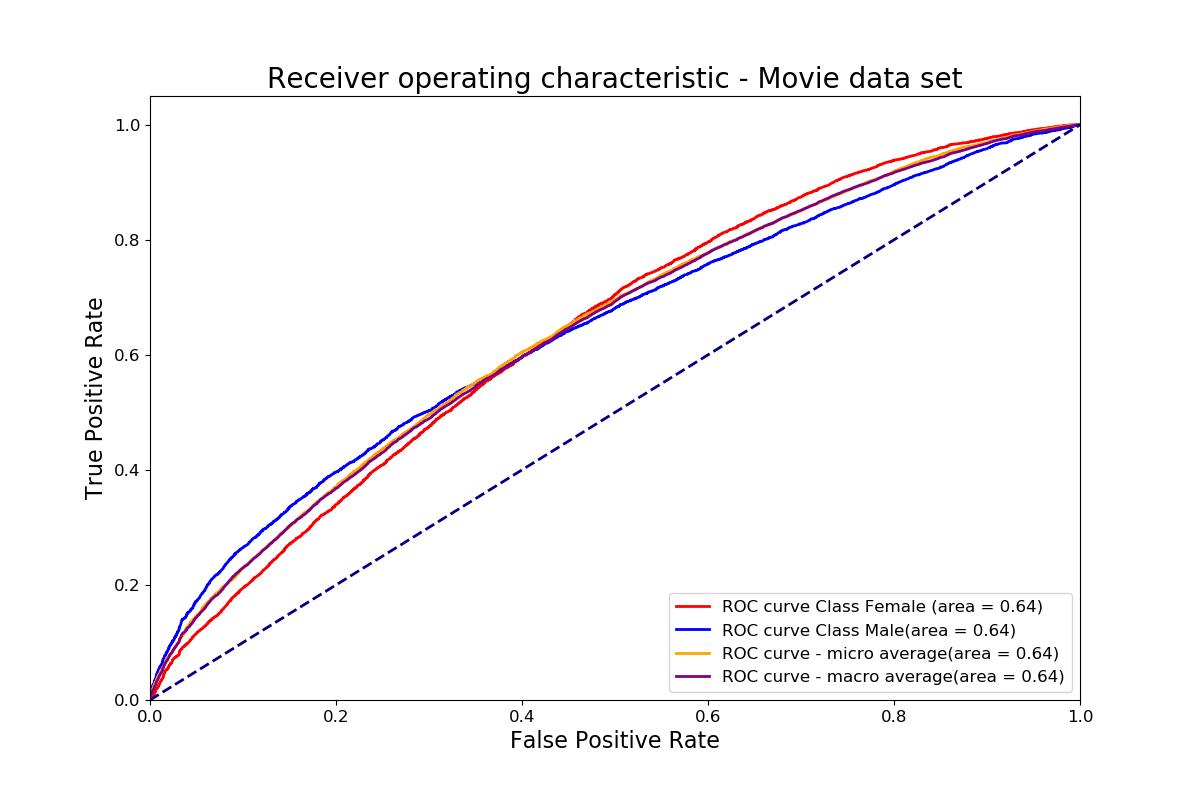 Receiver operating characteristic - Movie data set
1.0
0.8
0.6
0.4
0.2
0.0
True Positive Rate
ROC curve Class Female (area = 0.64)
ROC curve Class Male(area = 0.64)
ROC curve - micro average(area = 0.64)
ROC curve - macro average(area = 0.64)
0.0 0.2 0.4 0.6 0.8 1.0
False Positive Rate